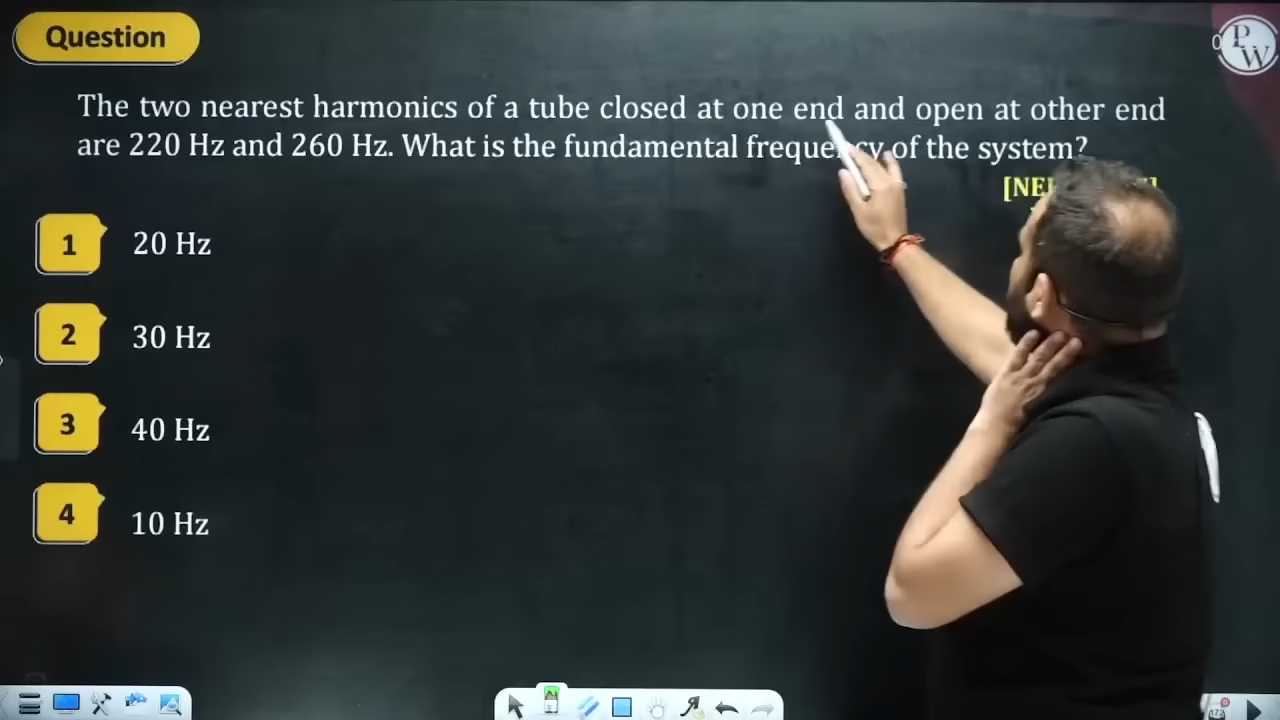 Question
PW
The two nearest harmonics of a tube closed at one end and open at other end
are 220 Hz and 260 Hz. What is the fundamental of the system?
1 20 Hz
2 30 Hz
3 40 Hz
4 10 Hz